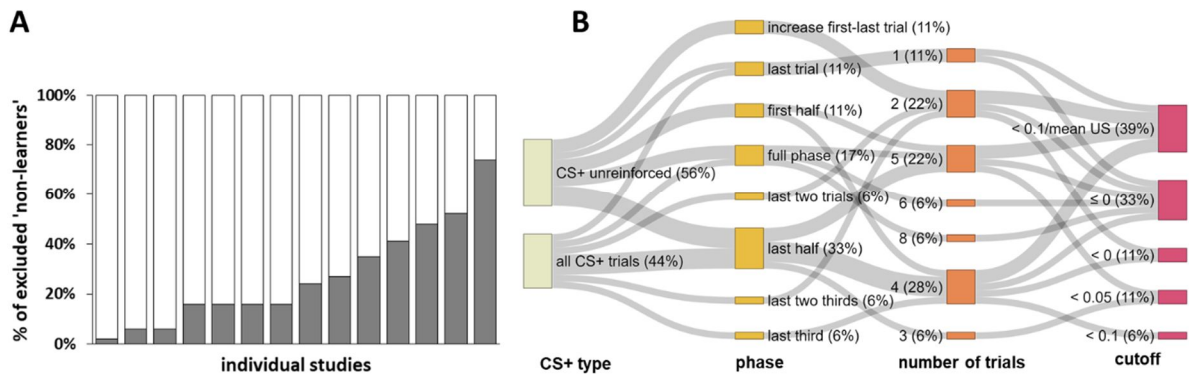 A
% of excluded 'non-learners'
100%
80%
60%
40%
20%
0%
individual studies
B
CS+ unreinforced (56%)
all CS+ trials (44%)
CS+ type
increase first-last trial (11%)
last trial (11%)
first half (11%)
full phase (17%)
last two trials (6%)
last half (33%)
last two thirds (6%)
last third (6%)
phase
1 (11%)
2 (22%)
5 (22%)
6 (6%)
8 (6%)
4 (28%)
3 (6%)
number of trials
< 0.1/mean US (39%)
≤ 0 (33%)
< 0 (11%)
< 0.05 (11%)
< 0.1 (6%)
cutoff